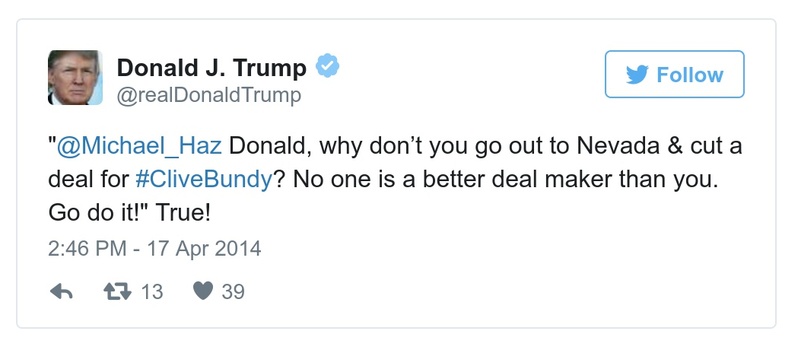 Donald J. Trump
@realDonaldTrump
Follow
"@Michael_Haz Donald, why don’t you go out to Nevada & cut a
deal for #CliveBundy? No one is a better deal maker than you.
Go do it!" True!
2:46 PM - 17 Apr 2014
13 39